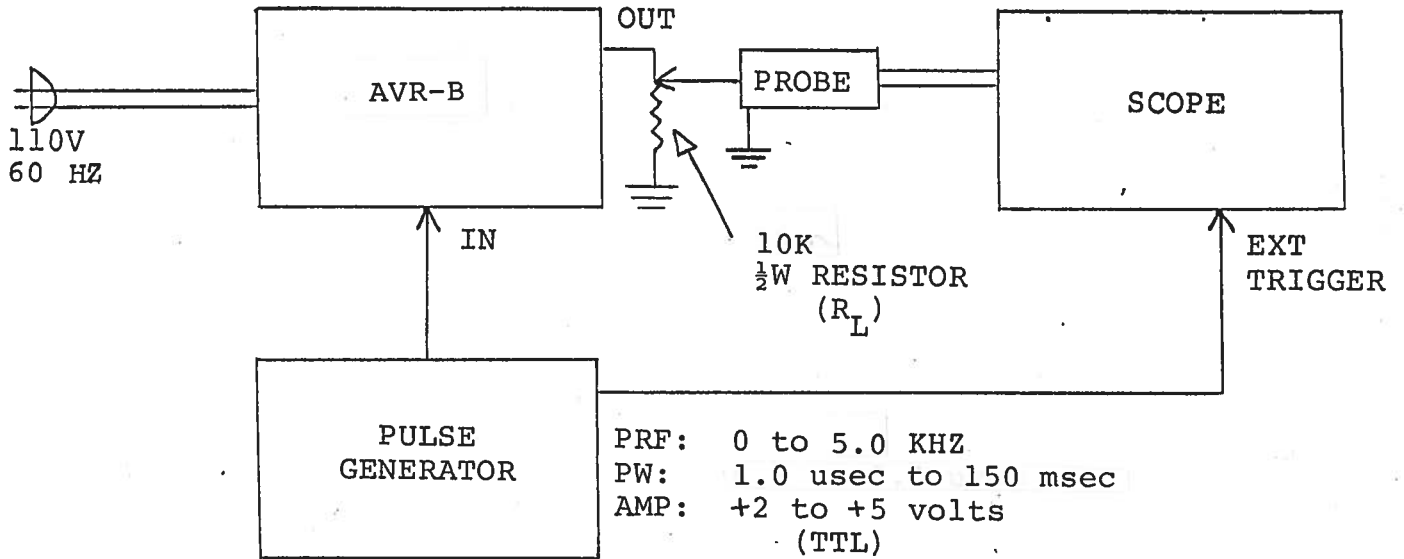 OUT
AVR-B
PROBE
SCOPE
110V
60 HZ
IN
10K
½W RESISTOR
(R_L)
EXT
TRIGGER
PULSE
GENERATOR
PRF: 0 to 5.0 KHZ
PW: 1.0 usec to 150 msec
AMP: +2 to +5 volts
(TTL)